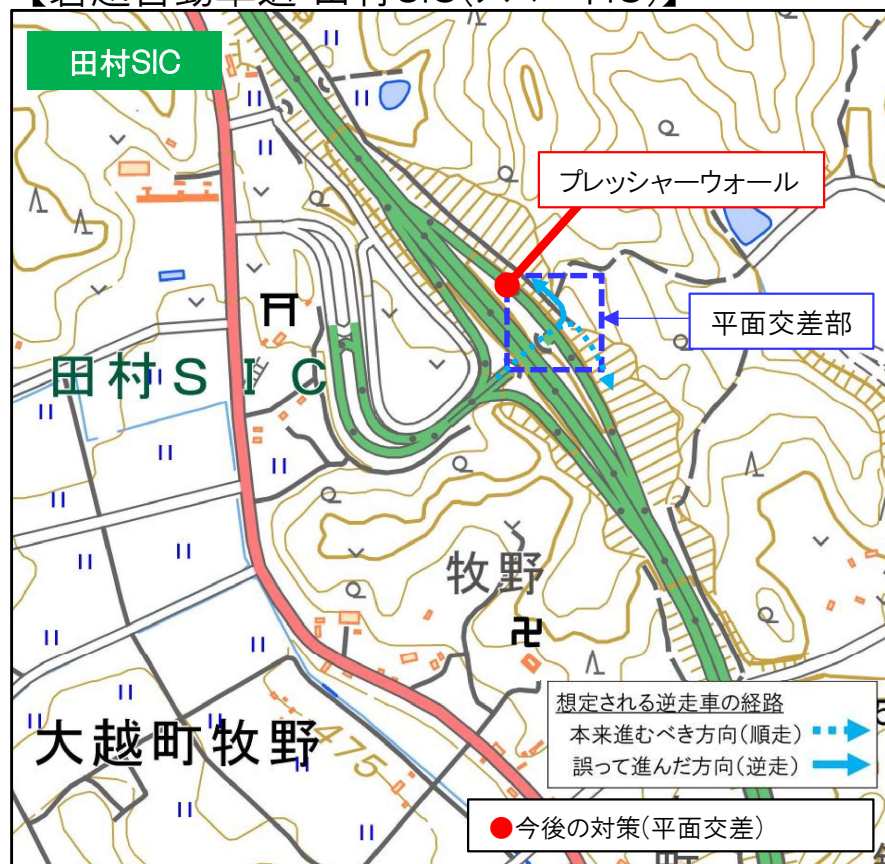 田村SIC
プレッシャーウォール
平面交差部
田村SIC
牧野
475
大越町牧野
想定される逆走車の経路
本来進むべき方向(順走)
誤って進んだ方向(逆走)
●今後の対策(平面交差)